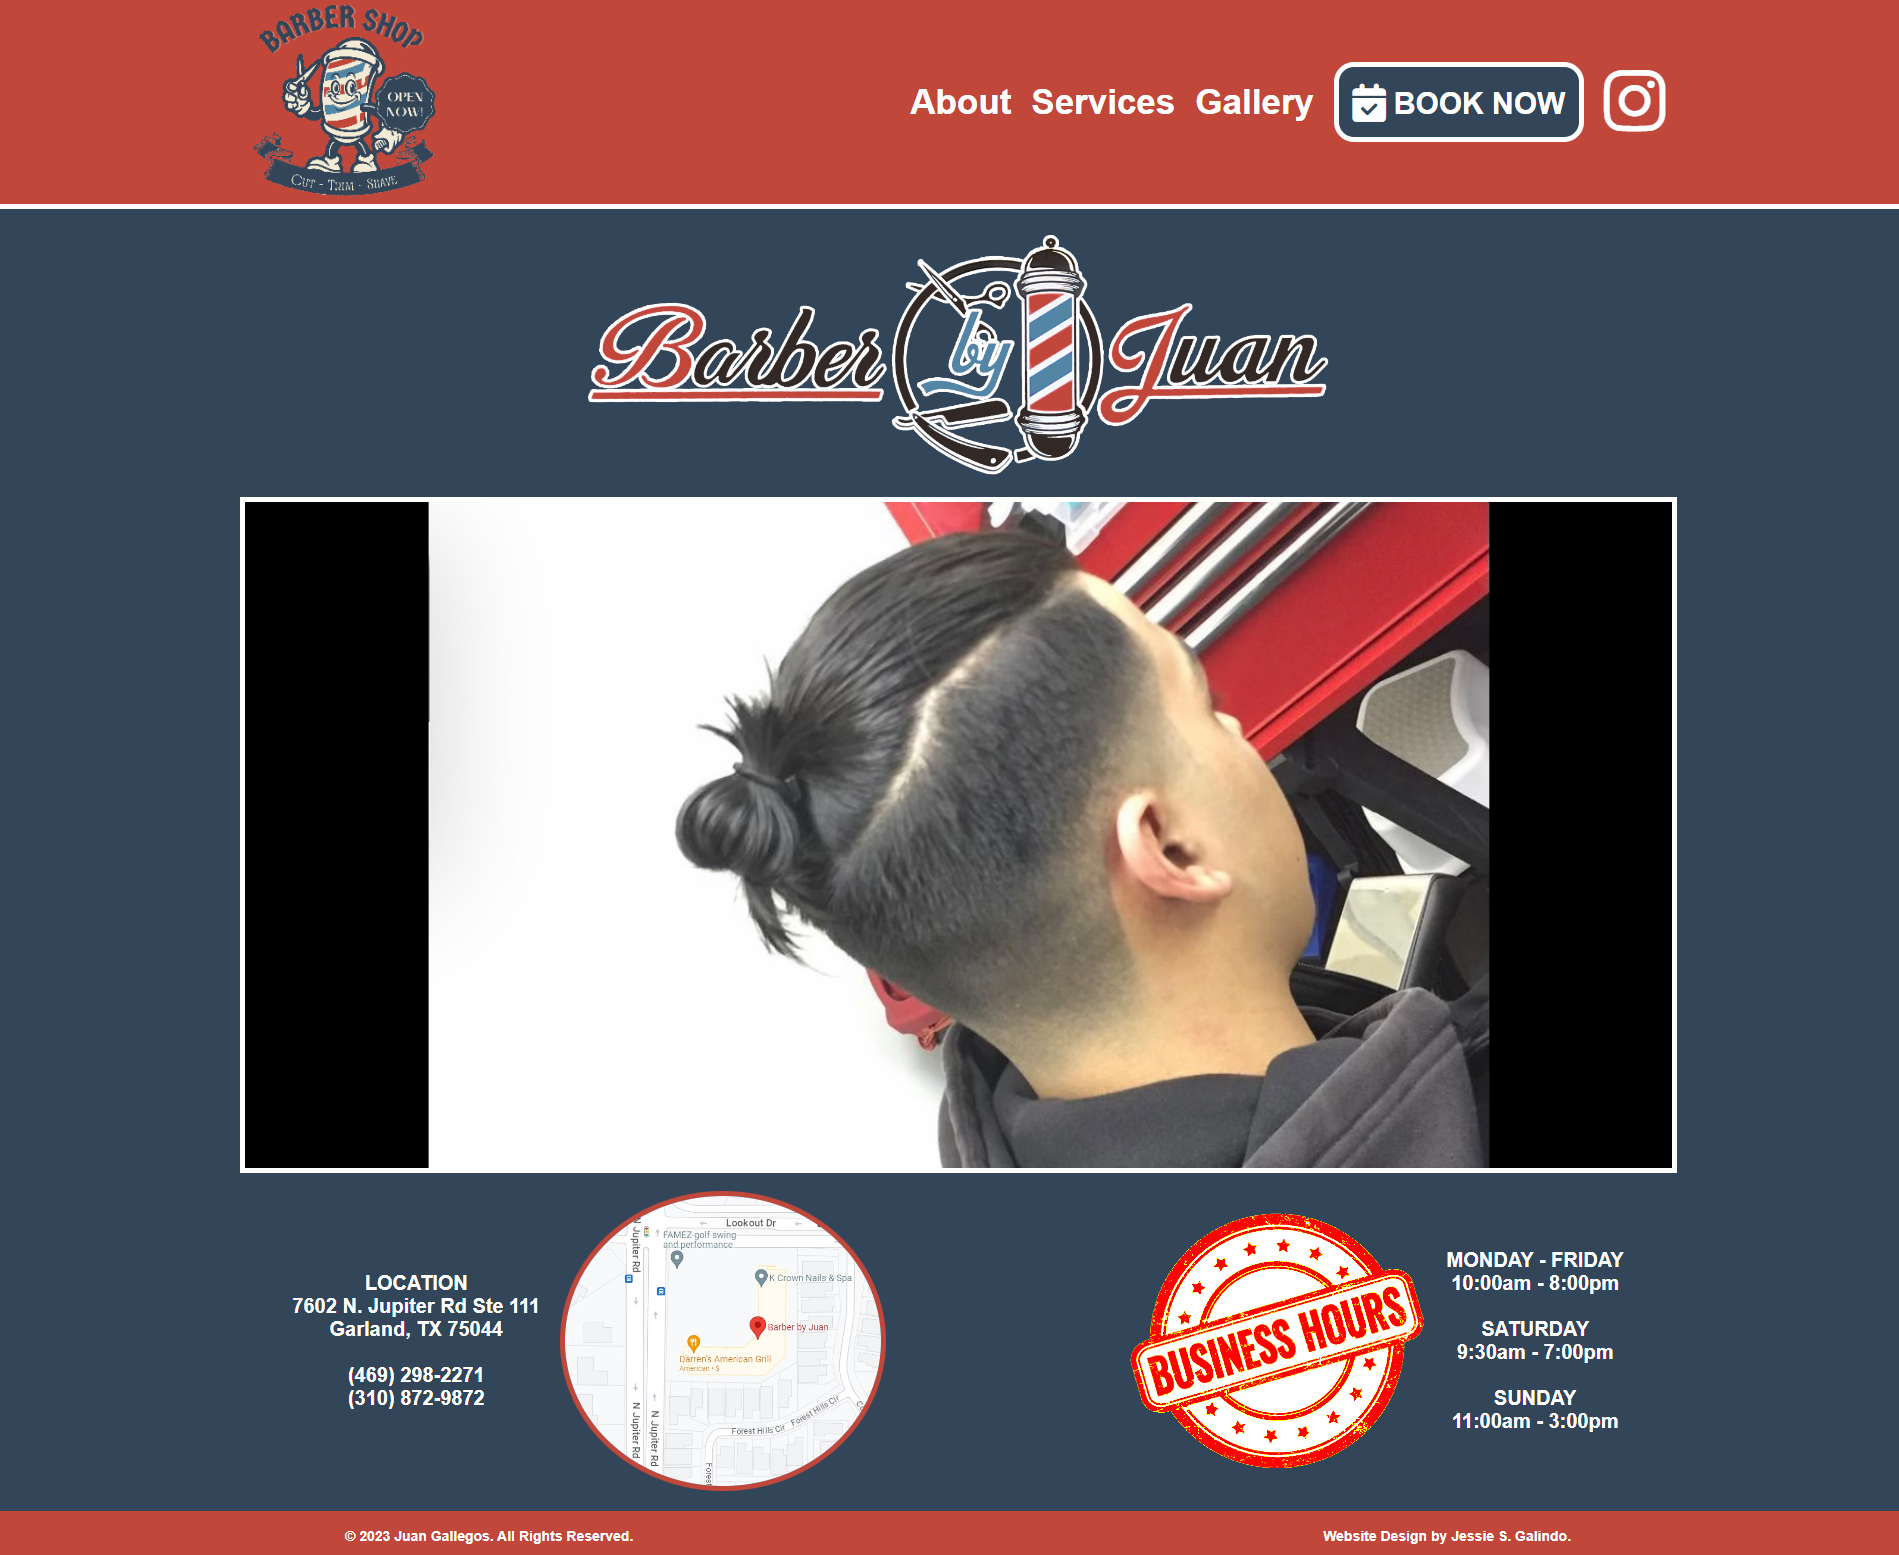 BARBER SHOP
OPEN
NOW!
CUT - TRIM - SHAVE
About Services Gallery BOOK NOW
Barber by Juan
LOCATION
7602 N. Jupiter Rd Ste 111
Garland, TX 75044
(469) 298-2271
(310) 872-9872
Lookout Dr
N Jupiter Rd
FAMEZ golf swing
and performance
K Crown Nails & Spa
Barber by Juan
Darren's American Grill
American • $
Forest Hills Cir
Forest Hills Cir
N Jupiter Rd
N Jupiter Rd
Forest
BUSINESS HOURS
MONDAY - FRIDAY
10:00am - 8:00pm
SATURDAY
9:30am - 7:00pm
SUNDAY
11:00am - 3:00pm
© 2023 Juan Gallegos. All Rights Reserved.
Website Design by Jessie S. Galindo.